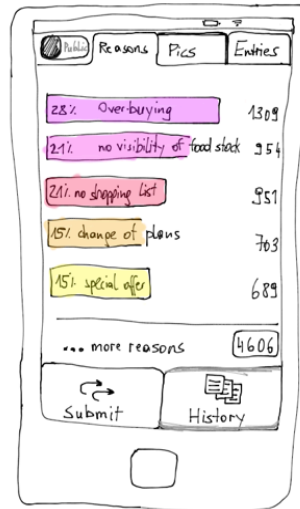 Public Reasons Pics Entries
28% Overbuying 1309
21% no visibility of food stock 954
21% no shopping list 951
15% change of plans 703
15% special offer 689
... more reasons 4606
Submit History